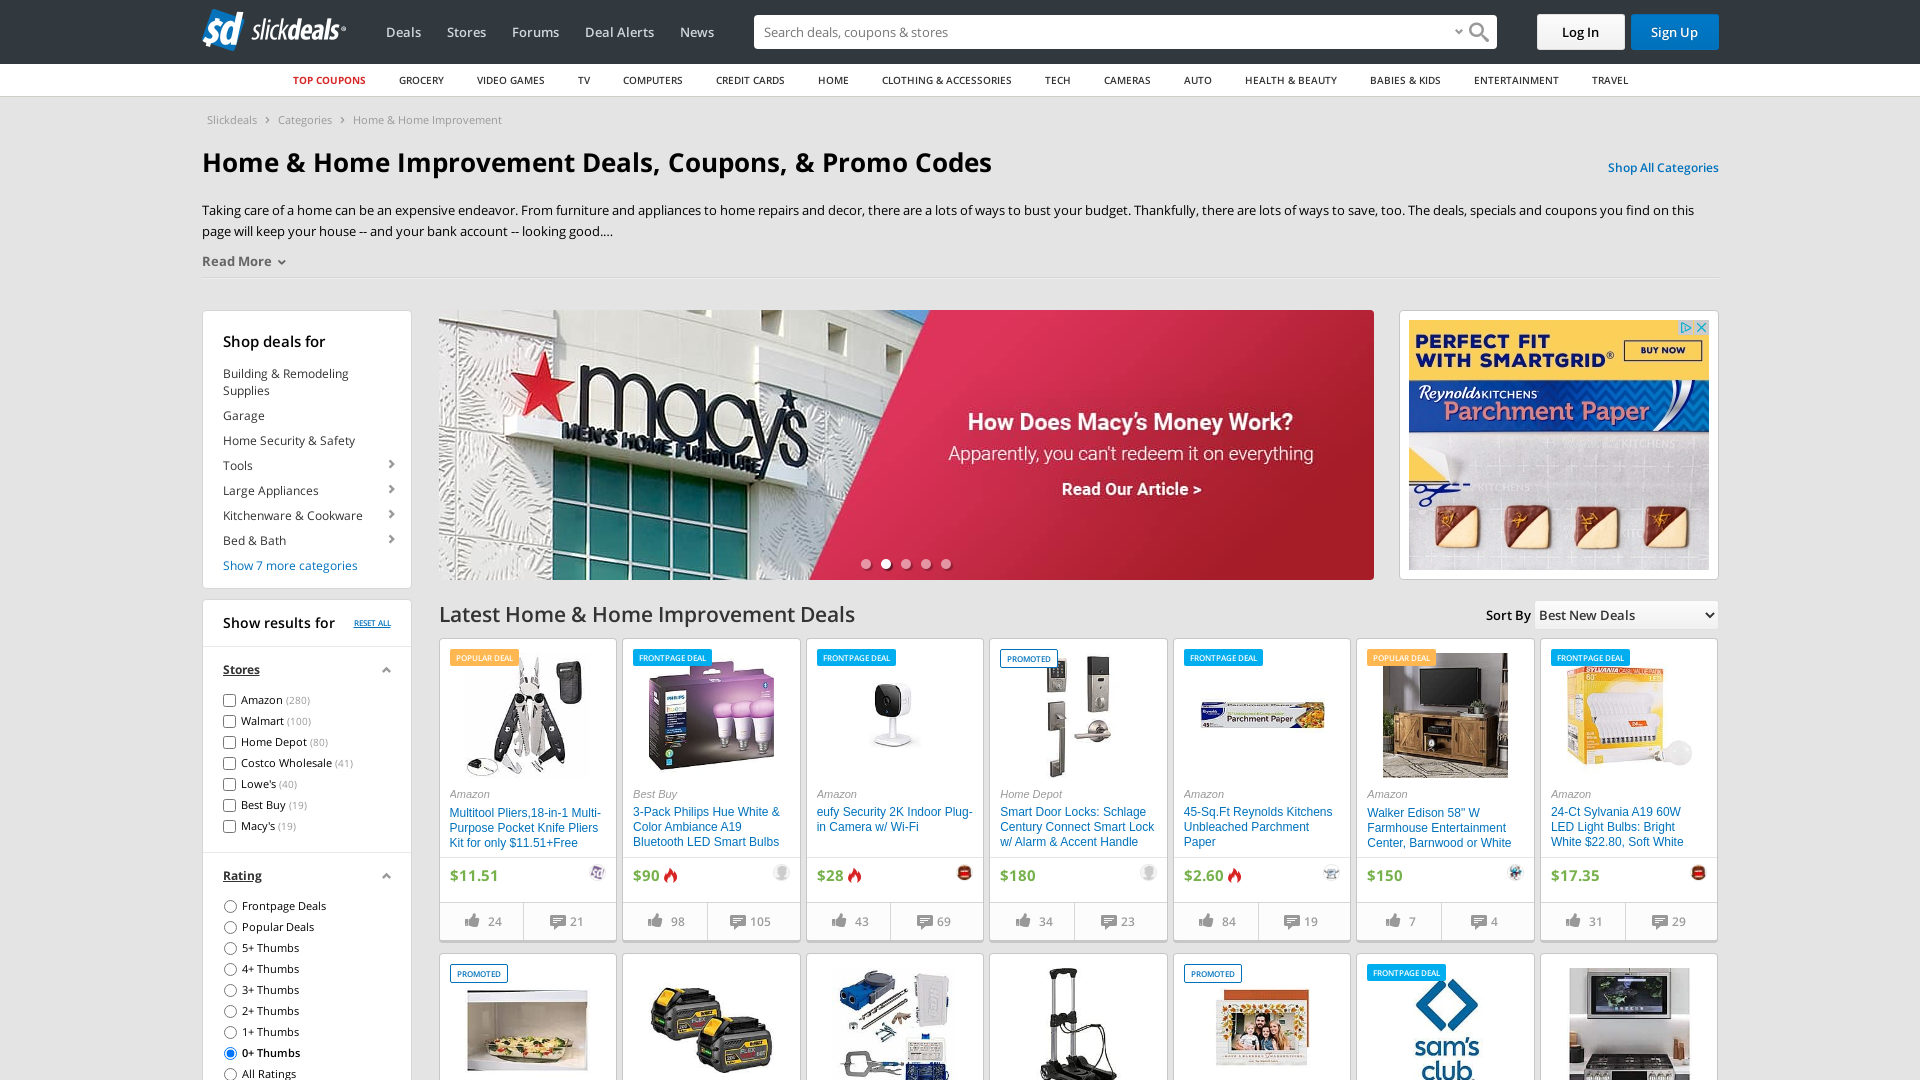 slickdeals
Deals
Stores
Forums
Deal Alerts
News
Search deals, coupons & stores
Log In
Sign Up
TOP COUPONS
GROCERY
VIDEO GAMES
TV
COMPUTERS
CREDIT CARDS
HOME
CLOTHING & ACCESSORIES
TECH
CAMERAS
AUTO
HEALTH & BEAUTY
BABIES & KIDS
ENTERTAINMENT
TRAVEL
Slickdeals > Categories > Home & Home Improvement
Home & Home Improvement Deals, Coupons, & Promo Codes
Shop All Categories
Taking care of a home can be an expensive endeavor. From furniture and appliances to home repairs and decor, there are a lots of ways to bust your budget. Thankfully, there are lots of ways to save, too. The deals, specials and coupons you find on this
page will keep your house -- and your bank account -- looking good....
Read More
Shop deals for
Building & Remodeling
Supplies
Garage
Home Security & Safety
Tools
Large Appliances
Kitchenware & Cookware
Bed & Bath
Show 7 more categories
Show results for
RESET ALL
Stores
Amazon (280)
Walmart (100)
Home Depot (80)
Costco Wholesale (41)
Lowe's (40)
Best Buy (19)
Macy's (19)
Rating
Frontpage Deals
Popular Deals
5+ Thumbs
4+ Thumbs
3+ Thumbs
2+ Thumbs
1+ Thumbs
0+ Thumbs
All Ratings
macy's
MEN'S HOME FURNITURE
How Does Macy's Money Work?
Apparently, you can't redeem it on everything
Read Our Article >
PERFECT FIT
WITH SMARTGRID®
BUY NOW
Reynolds KITCHENS
Parchment Paper
Latest Home & Home Improvement Deals
Sort By
Best New Deals
POPULAR DEAL
Amazon
Multitool Pliers,18-in-1 Multi-
Purpose Pocket Knife Pliers
Kit for only $11.51+Free
$11.51
24
21
FRONTPAGE DEAL
PHILIPS
hue
Best Buy
3-Pack Philips Hue White &
Color Ambiance A19
Bluetooth LED Smart Bulbs
$90
98
105
FRONTPAGE DEAL
Amazon
eufy Security 2K Indoor Plug-
in Camera w/ Wi-Fi
$28
43
69
PROMOTED
Home Depot
Smart Door Locks: Schlage
Century Connect Smart Lock
w/ Alarm & Accent Handle
$180
34
23
FRONTPAGE DEAL
Parchment Paper
Amazon
45-Sq.Ft Reynolds Kitchens
Unbleached Parchment
Paper
$2.60
84
19
POPULAR DEAL
Amazon
Walker Edison 58" W
Farmhouse Entertainment
Center, Barnwood or White
$150
7
4
FRONTPAGE DEAL
SYLVANIA
Amazon
24-Ct Sylvania A19 60W
LED Light Bulbs: Bright
White $22.80, Soft White
$17.35
31
29
PROMOTED
PROMOTED
FRONTPAGE DEAL
sam's
club